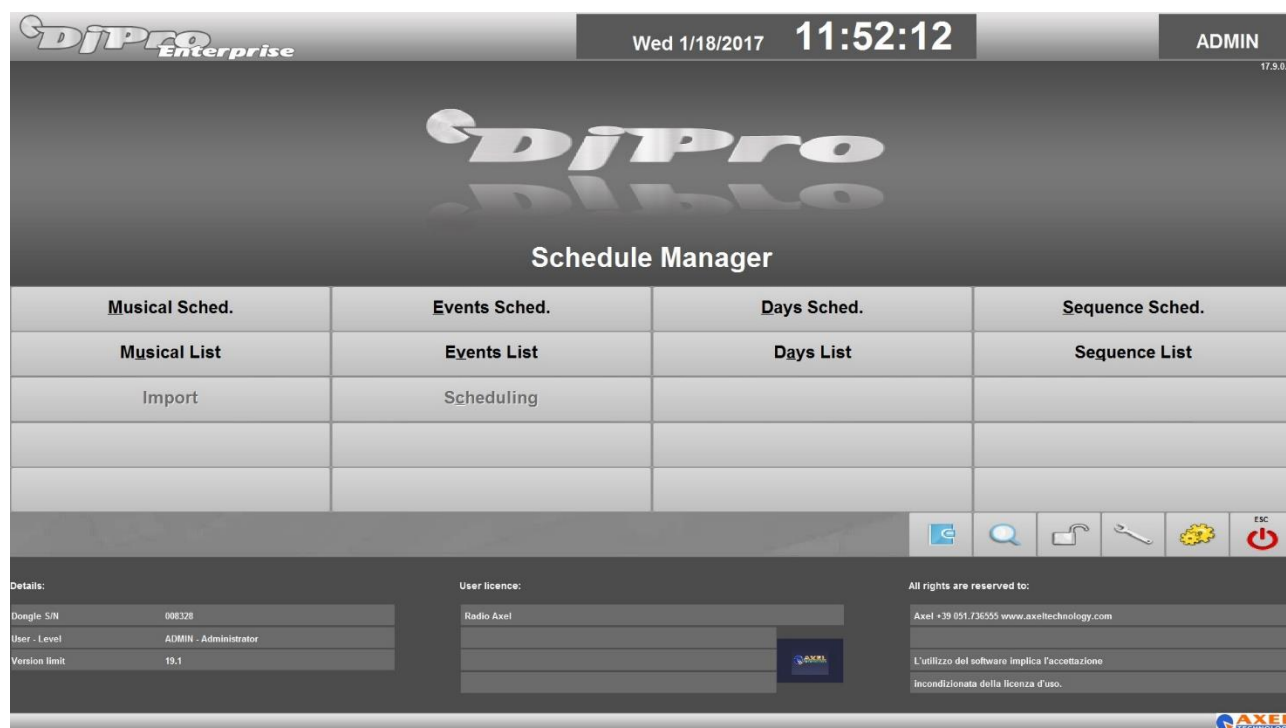 DjPro Enterprise
Wed 1/18/2017 11:52:12
ADMIN
17.9.0.
DjPro
Schedule Manager
Musical Sched. Events Sched. Days Sched. Sequence Sched.
Musical List Events List Days List Sequence List
Import Scheduling
ESC
Details: User licence: All rights are reserved to:
Dongle S/N 008328 Radio Axel Axel +39 051.736555 www.axeltechnology.com
User - Level ADMIN - Administrator
Version limit 19.1 AXEL L'utilizzo del software implica l'accettazione
incondizionata della licenza d'uso.
AXEL
TECHNOLOGY